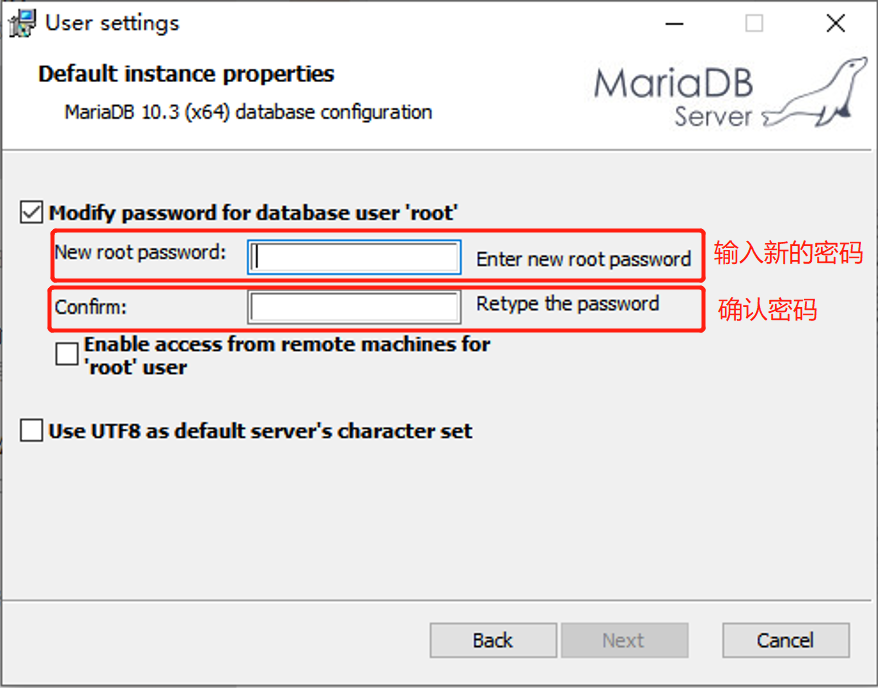 User settings
Default instance properties
MariaDB 10.3 (x64) database configuration
MariaDB
Server
Modify password for database user 'root'
New root password:
Enter new root password
输入新的密码
Confirm:
Retype the password
确认密码
Enable access from remote machines for
'root' user
Use UTF8 as default server's character set
Back
Next
Cancel